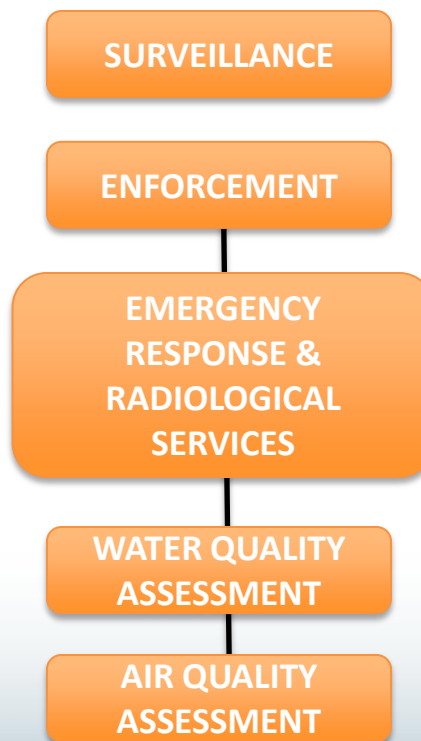 SURVEILLANCE
ENFORCEMENT
EMERGENCY
RESPONSE &
RADIOLOGICAL
SERVICES
WATER QUALITY
ASSESSMENT
AIR QUALITY
ASSESSMENT